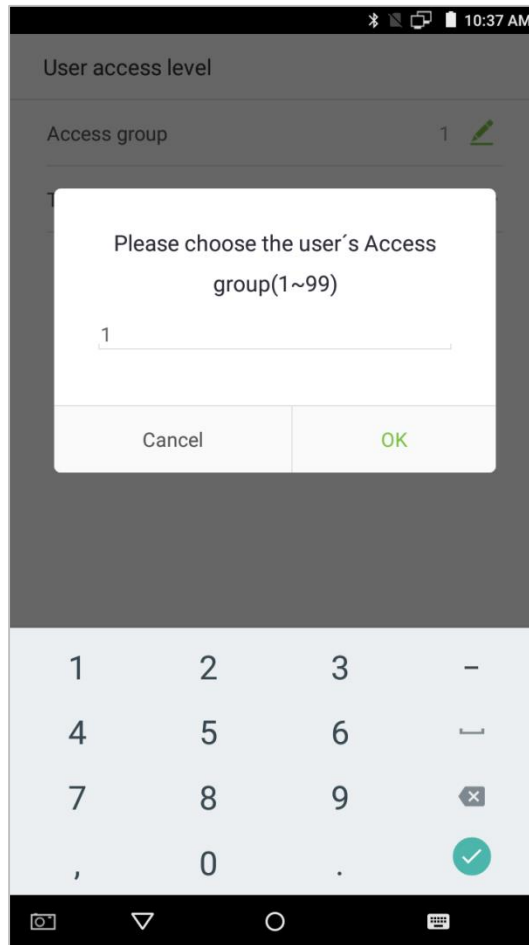 10:37 AM
User access level
Access group 1
T
Please choose the user´s Access
group(1~99)
1
Cancel OK
1 2 3 -
4 5 6
7 8 9
, 0 .